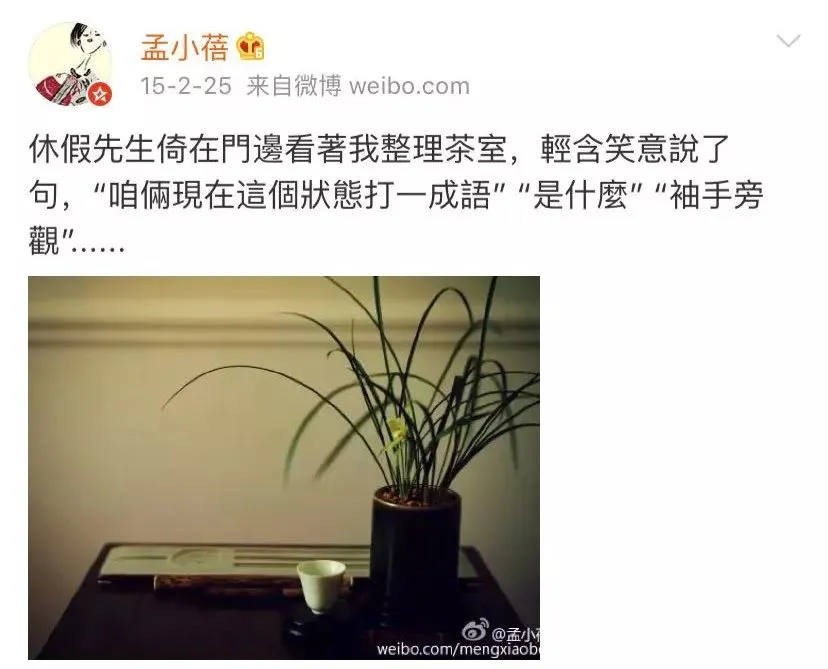 孟小蓓
15-2-25 来自微博 weibo.com
休假先生倚在門邊看著我整理茶室，輕含笑意說了
句，“咱倆現在這個狀態打一成語” “是什麼” “袖手旁
觀”……
@孟小蓓
weibo.com/mengxiaobe